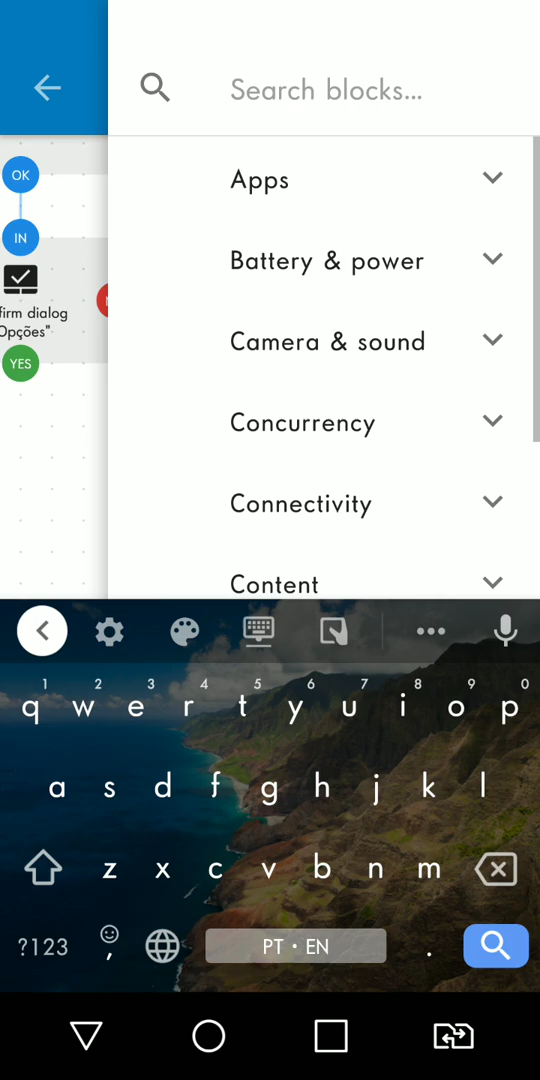 Search blocks...
OK
Apps
IN
Battery & power
firm dialog
Opções"
Camera & sound
YES
Concurrency
Connectivity
Content
1 2 3 4 5 6 7 8 9 0
q w e r t y u i o p
a s d f g h j k l
z x c v b n m
?123 , PT • EN .